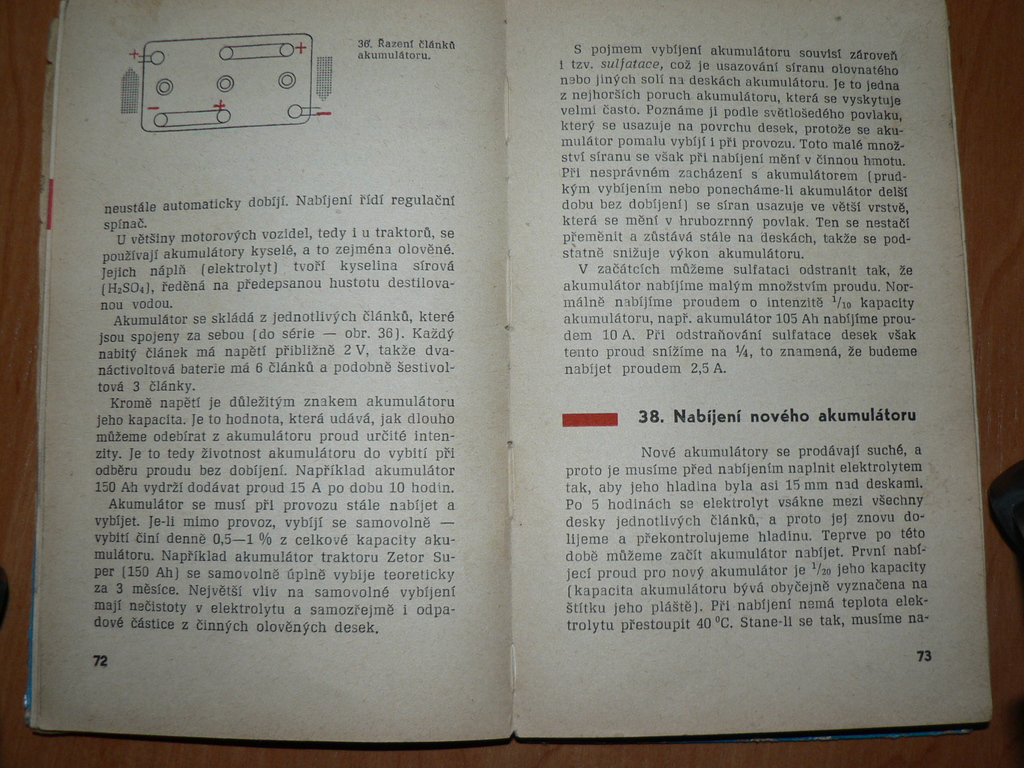 36. Řazení článků
akumulátoru.
+
+
−
+
−
neustále automaticky dobíjí. Nabíjení řídí regulační
spínač.
U většiny motorových vozidel, tedy i u traktorů, se
používají akumulátory kyselé, a to zejména olověné.
Jejich náplň (elektrolyt) tvoří kyselina sírová
(H₂SO₄), ředěná na předepsanou hustotu destilova-
nou vodou.
Akumulátor se skládá z jednotlivých článků, které
jsou spojeny za sebou (do série — obr. 36). Každý
nabitý článek má napětí přibližně 2 V, takže dva-
náctivoltová baterie má 6 článků a podobně šestivol-
tová 3 články.
Kromě napětí je důležitým znakem akumulátoru
jeho kapacita. Je to hodnota, která udává, jak dlouho
můžeme odebírat z akumulátoru proud určité inten-
zity. Je to tedy životnost akumulátoru do vybití při
odběru proudu bez dobíjení. Například akumulátor
150 Ah vydrží dodávat proud 15 A po dobu 10 hodin.
Akumulátor se musí při provozu stále nabíjet a
vybíjet. Je-li mimo provoz, vybíjí se samovolně —
vybití činí denně 0,5—1 % z celkové kapacity aku-
mulátoru. Například akumulátor traktoru Zetor Su-
per (150 Ah) se samovolně úplně vybije teoreticky
za 3 měsíce. Největší vliv na samovolné vybíjení
mají nečistoty v elektrolytu a samozřejmě i odpa-
dové částice z činných olověných desek.
72
S pojmem vybíjení akumulátoru souvisí zároveň
i tzv. sulfatace, což je usazování síranu olovnatého
nebo jiných solí na deskách akumulátoru. Je to jedna
z nejhorších poruch akumulátoru, která se vyskytuje
velmi často. Poznáme ji podle světlošedého povlaku,
který se usazuje na povrchu desek, protože se aku-
mulátor pomalu vybíjí i při provozu. Toto malé množ-
ství síranu se však při nabíjení mění v činnou hmotu.
Při nesprávném zacházení s akumulátorem (prud-
kým vybíjením nebo ponecháme-li akumulátor delší
dobu bez dobíjení) se síran usazuje ve větší vrstvě,
která se mění v hrubozrnný povlak. Ten se nestačí
přeměnit a zůstává stále na deskách, takže se pod-
statně snižuje výkon akumulátoru.
V začátcích můžeme sulfataci odstranit tak, že
akumulátor nabíjíme malým množstvím proudu. Nor-
málně nabíjíme proudem o intenzitě 1/10 kapacity
akumulátoru, např. akumulátor 105 Ah nabíjíme prou-
dem 10 A. Při odstraňování sulfatace desek však
tento proud snížíme na ¼, to znamená, že budeme
nabíjet proudem 2,5 A.
38. Nabíjení nového akumulátoru
Nové akumulátory se prodávají suché, a
proto je musíme před nabíjením naplnit elektrolytem
tak, aby jeho hladina byla asi 15 mm nad deskami.
Po 5 hodinách se elektrolyt vsákne mezi všechny
desky jednotlivých článků, a proto jej znovu do-
lijeme a překontrolujeme hladinu. Teprve po této
době můžeme začít akumulátor nabíjet. První nabí-
jecí proud pro nový akumulátor je 1/20 jeho kapacity
(kapacita akumulátoru bývá obyčejně vyznačena na
štítku jeho pláště). Při nabíjení nemá teplota elek-
trolytu přestoupit 40 °C. Stane-li se tak, musíme na-
73